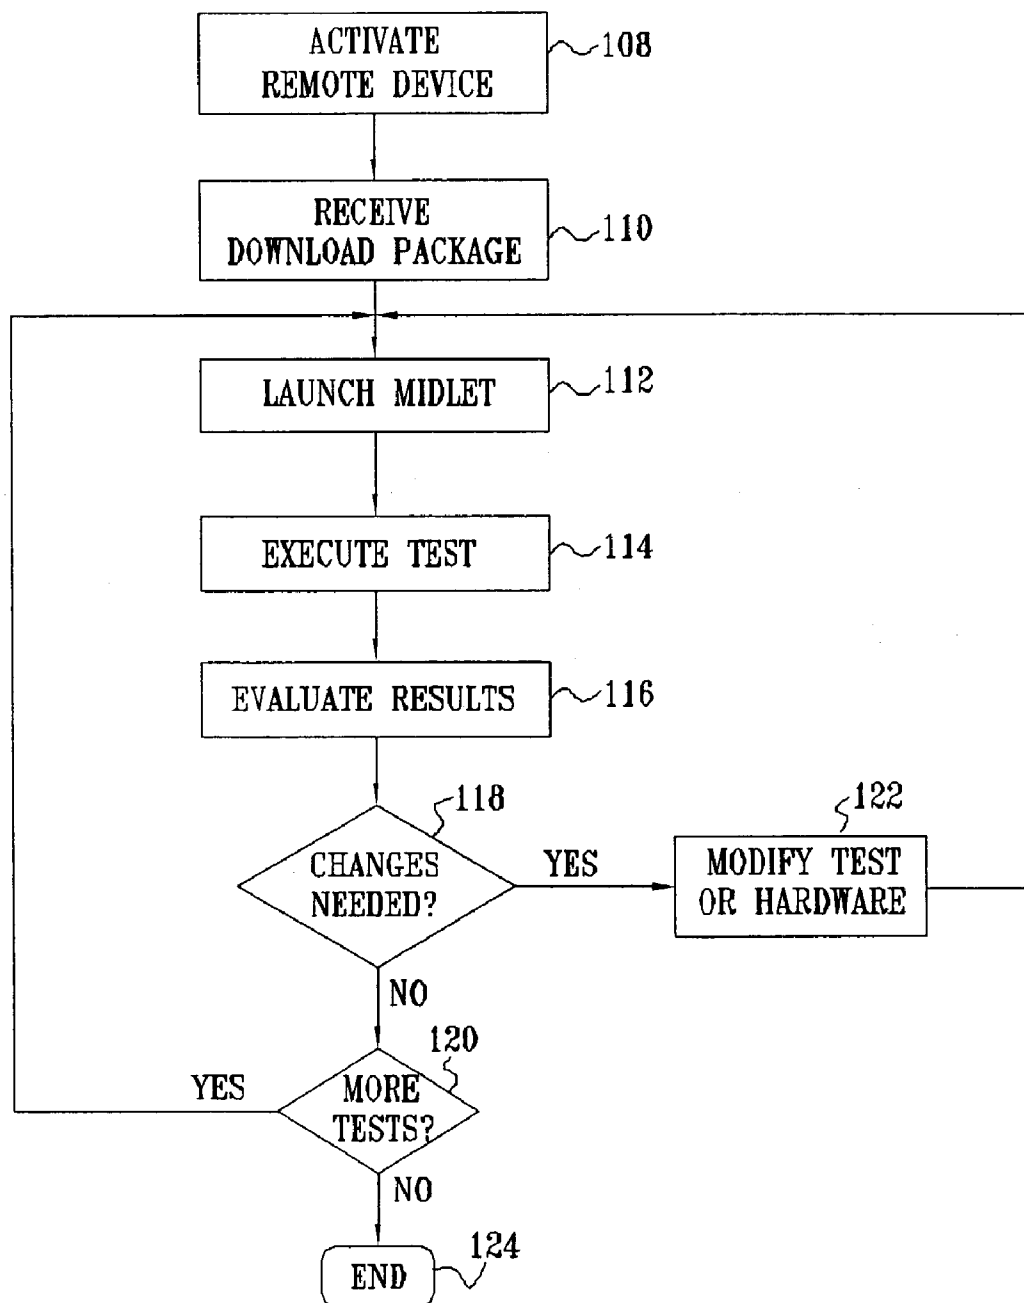 ACTIVATE
REMOTE DEVICE
108
RECEIVE
DOWNLOAD PACKAGE
110
LAUNCH MIDLET
112
EXECUTE TEST
114
EVALUATE RESULTS
116
118
CHANGES
NEEDED?
YES
122
MODIFY TEST
OR HARDWARE
NO
120
MORE
TESTS?
YES
NO
END
124